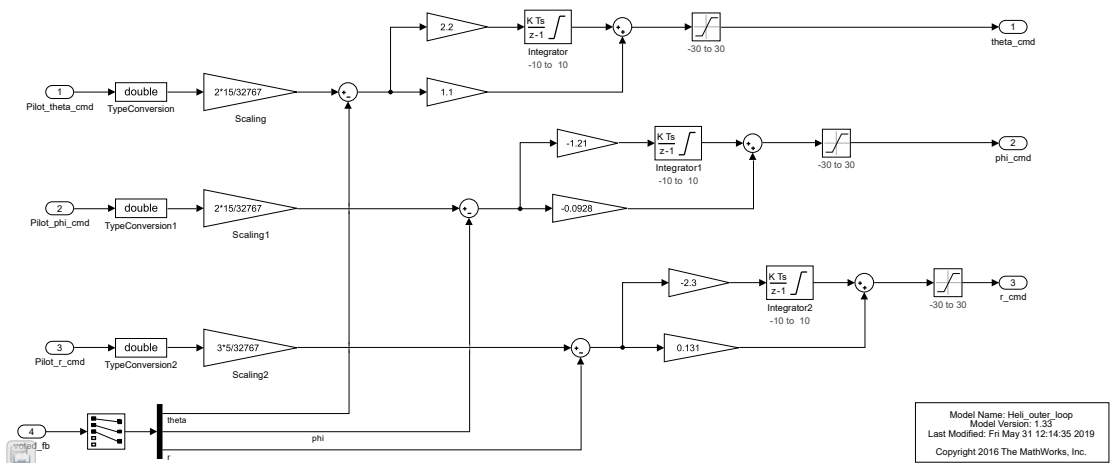 2.2
K Ts
z-1
Integrator
-10 to 10
-30 to 30
1
theta_cmd
1
Pilot_theta_cmd
double
TypeConversion
2*15/32767
Scaling
+
-
1.1
+
+
-1.21
K Ts
z-1
Integrator1
-10 to 10
-30 to 30
2
phi_cmd
2
Pilot_phi_cmd
double
TypeConversion1
2*15/32767
Scaling1
+
-
-0.0928
+
+
-2.3
K Ts
z-1
Integrator2
-10 to 10
-30 to 30
3
r_cmd
3
Pilot_r_cmd
double
TypeConversion2
3*5/32767
Scaling2
+
-
0.131
+
+
4
voted_fb
theta
phi
r
Model Name: Heli_outer_loop
Model Version: 1.33
Last Modified: Fri May 31 12:14:35 2019
Copyright 2016 The MathWorks, Inc.